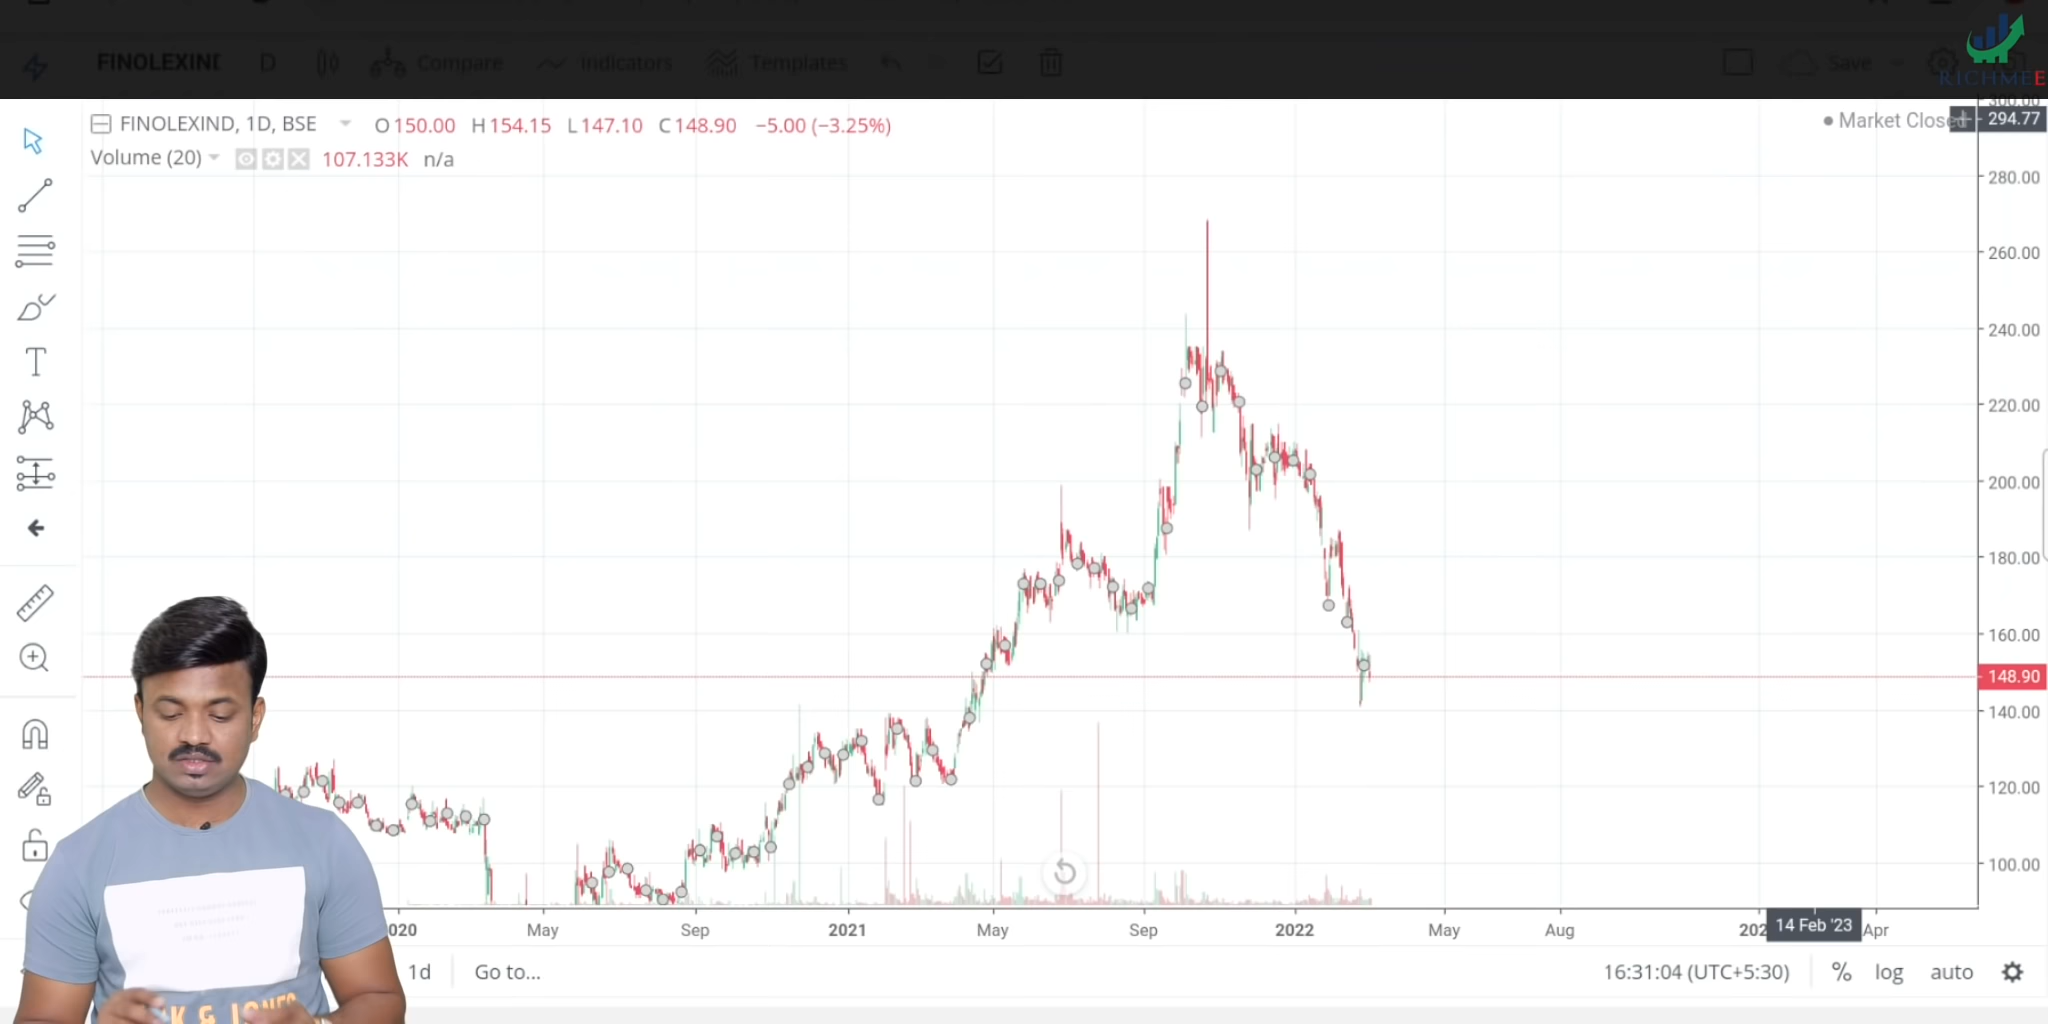 FINOLEXIND D Compare Indicators Templates Save
RICHMEE
FINOLEXIND, 1D, BSE O150.00 H154.15 L147.10 C148.90 −5.00 (−3.25%)
Market Closed
Volume (20) 107.133K n/a
300.00
294.77
280.00
260.00
240.00
220.00
200.00
180.00
160.00
148.90
140.00
120.00
100.00
020 May Sep 2021 May Sep 2022 May Aug 202 14 Feb '23 Apr
1d Go to... 16:31:04 (UTC+5:30) % log auto
K & JONES